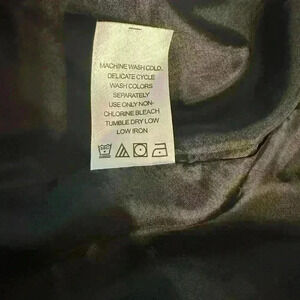 MACHINE WASH COLD.
DELICATE CYCLE
WASH COLORS
SEPARATELY
USE ONLY NON-
CHLORINE BLEACH
TUMBLE DRY LOW
LOW IRON